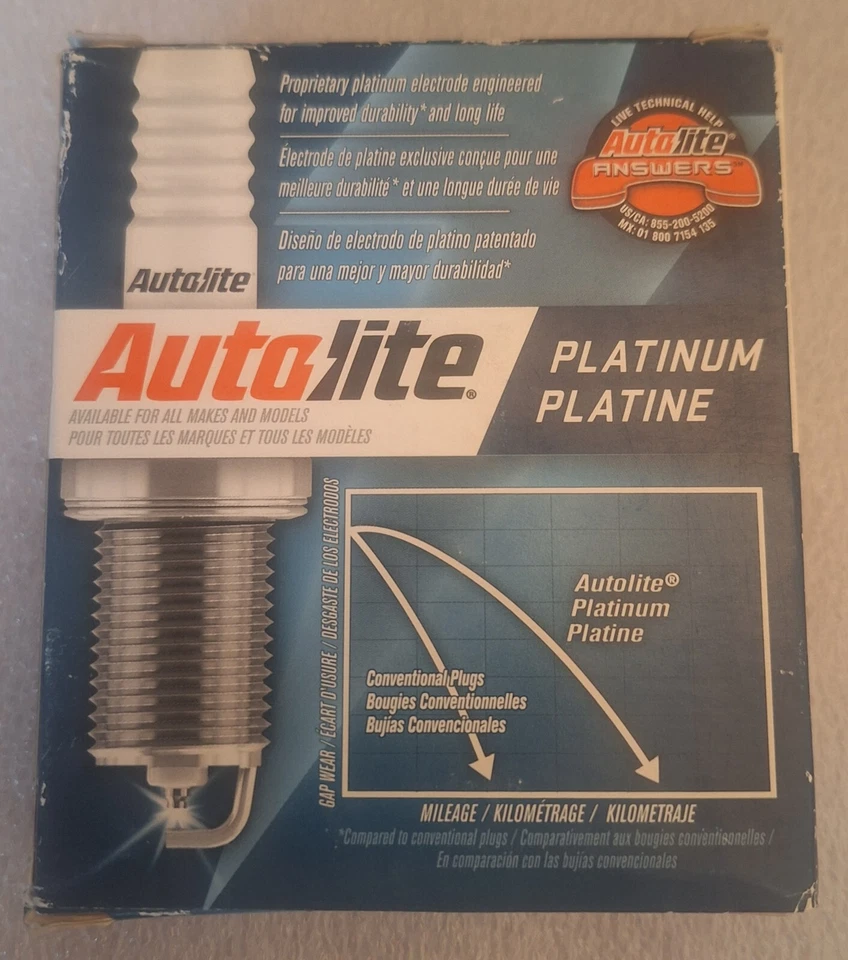 Proprietary platinum electrode engineered
for improved durability* and long life
Électrode de platine exclusive conçue pour une
meilleure durabilité* et une longue durée de vie
Diseño de electrodo de platino patentado
para una mejor y mayor durabilidad*
LIVE TECHNICAL HELP
Autolite®
ANSWERS™
US/CA: 855-200-5200
MX: 01 800 7154 135
Autolite
Autolite®
AVAILABLE FOR ALL MAKES AND MODELS
POUR TOUTES LES MARQUES ET TOUS LES MODÈLES
PLATINUM
PLATINE
GAP WEAR / ÉCART D'USURE / DESGASTE DE LOS ELECTRODOS
Autolite®
Platinum
Platine
Conventional Plugs
Bougies Conventionnelles
Bujías Convencionales
MILEAGE / KILOMÉTRAGE / KILOMETRAJE
*Compared to conventional plugs / Comparativement aux bougies conventionnelles /
En comparación con las bujías convencionales